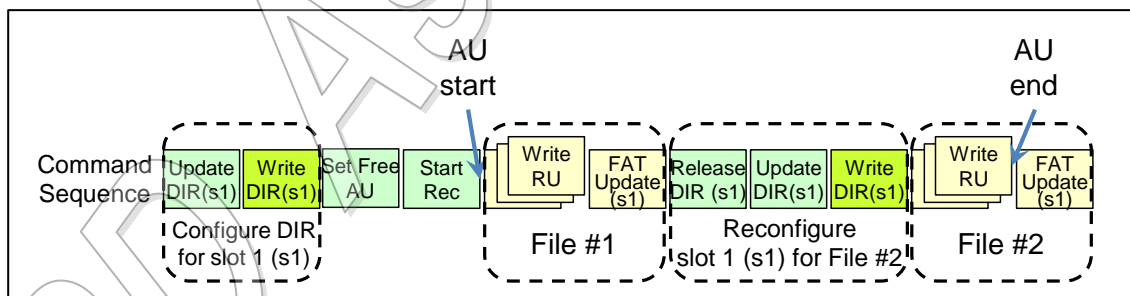 AU
start
AU
end
Command
Sequence
Update
DIR(s1)
Write
DIR(s1)
Set Free
AU
Start
Rec
Write
RU
FAT
Update
(s1)
Release
DIR (s1)
Update
DIR(s1)
Write
DIR(s1)
Write
RU
FAT
Update
(s1)
Configure DIR
for slot 1 (s1)
File #1
Reconfigure
slot 1 (s1) for File #2
File #2